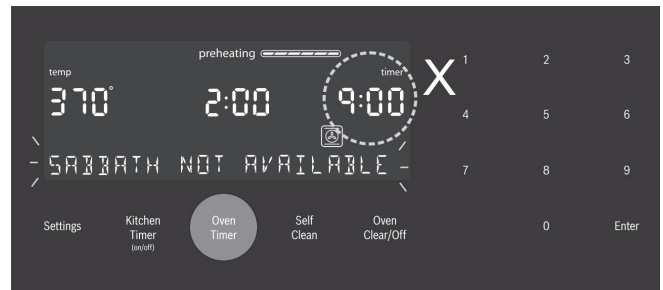 preheating
temp
timer
370° 2:00 9:00
X
SABBATH NOT AVAILABLE
Settings
Kitchen Timer (on/off)
Oven Timer
Self Clean
Oven Clear/Off
1 2 3
4 5 6
7 8 9
0 Enter